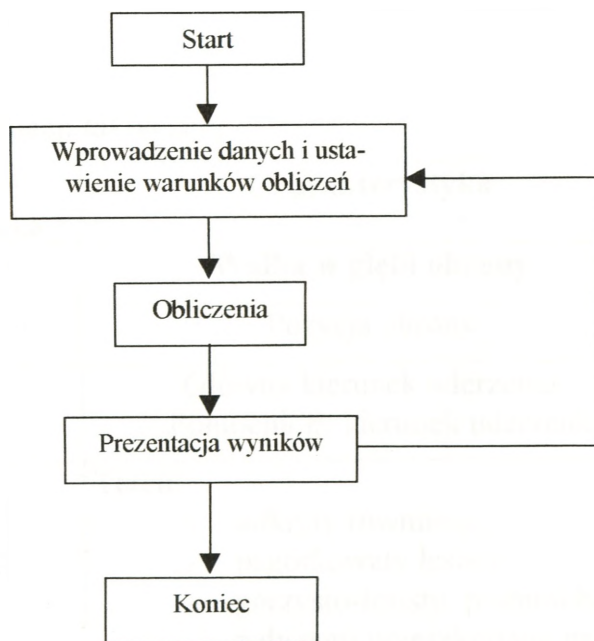 Start
Wprowadzenie danych i usta-
wienie warunków obliczeń
Obliczenia
Prezentacja wyników
Koniec